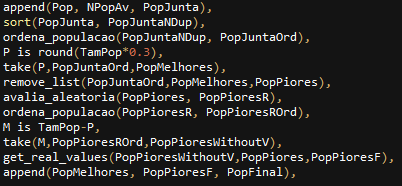 append(Pop, NPopAv, PopJunta),
sort(PopJunta, PopJuntaNDup),
ordena_populacao(PopJuntaNDup, PopJuntaOrd),
P is round(TamPop*0.3),
take(P,PopJuntaOrd,PopMelhores),
remove_list(PopJuntaOrd,PopMelhores,PopPiores),
avalia_aleatoria(PopPiores, PopPioresR),
ordena_populacao(PopPioresR, PopPioresROrd),
M is TamPop-P,
take(M,PopPioresROrd,PopPioresWithoutV),
get_real_values(PopPioresWithoutV,PopPiores,PopPioresF),
append(PopMelhores, PopPioresF, PopFinal),